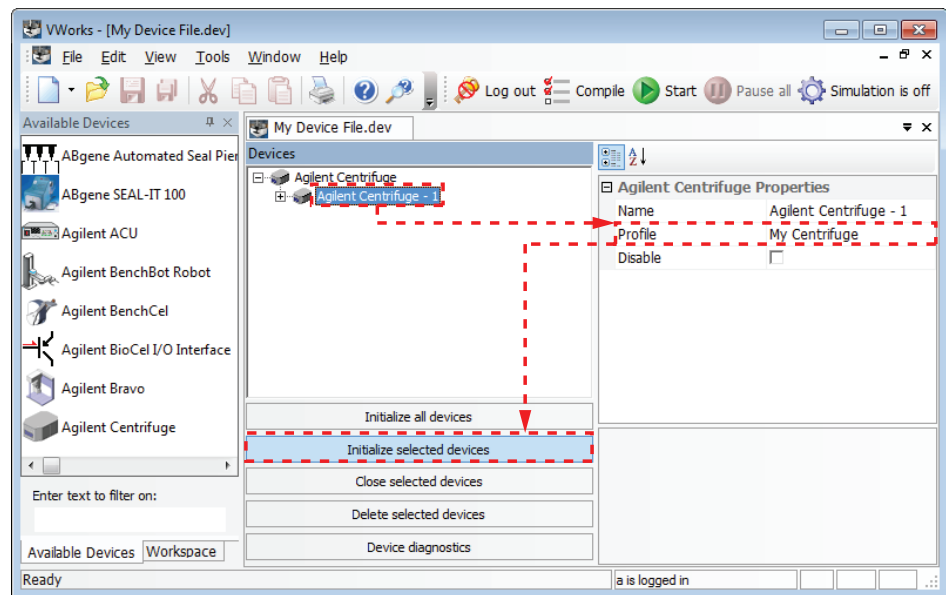 VWorks - [My Device File.dev]
File Edit View Tools Window Help
Log out Compile Start Pause all Simulation is off
Available Devices
ABgene Automated Seal Pier
ABgene SEAL-IT 100
Agilent ACU
Agilent BenchBot Robot
Agilent BenchCel
Agilent BioCel I/O Interface
Agilent Bravo
Agilent Centrifuge
Enter text to filter on:
Available Devices Workspace
My Device File.dev
Devices
Agilent Centrifuge
Agilent Centrifuge - 1
Initialize all devices
Initialize selected devices
Close selected devices
Delete selected devices
Device diagnostics
Agilent Centrifuge Properties
Name Agilent Centrifuge - 1
Profile My Centrifuge
Disable
Ready a is logged in